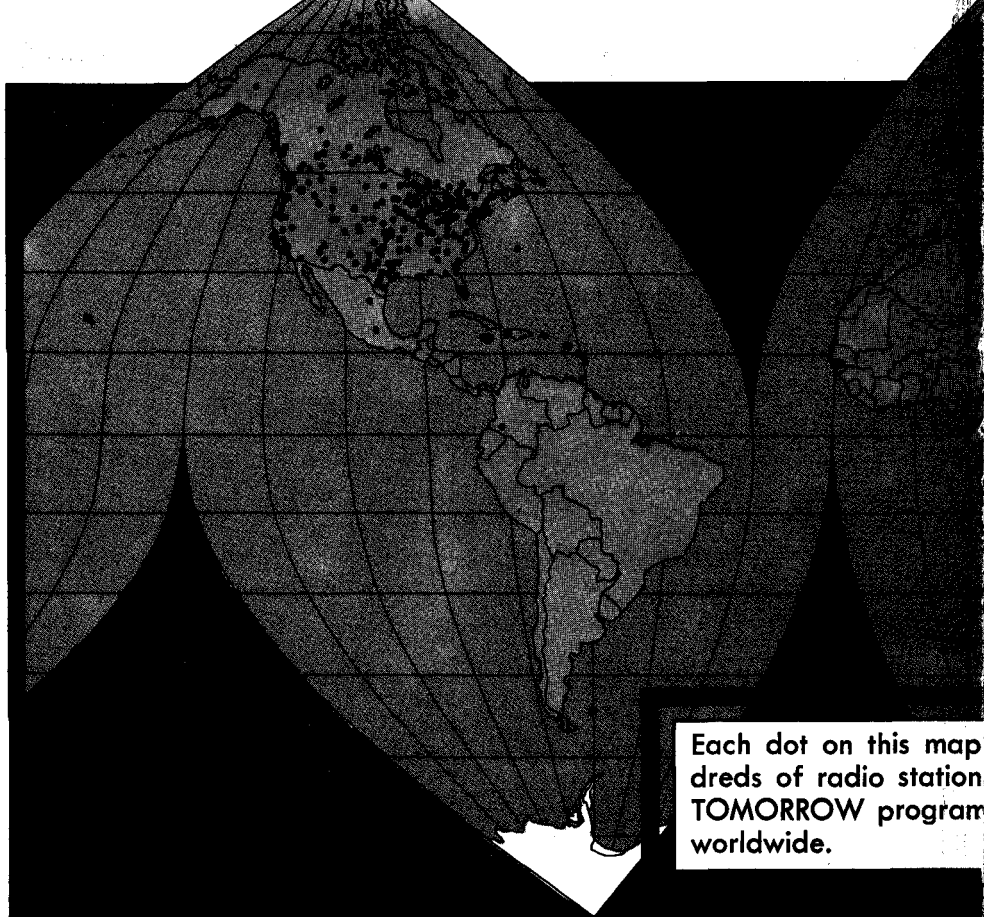 Each dot on this map
dreds of radio station
TOMORROW program
worldwide.